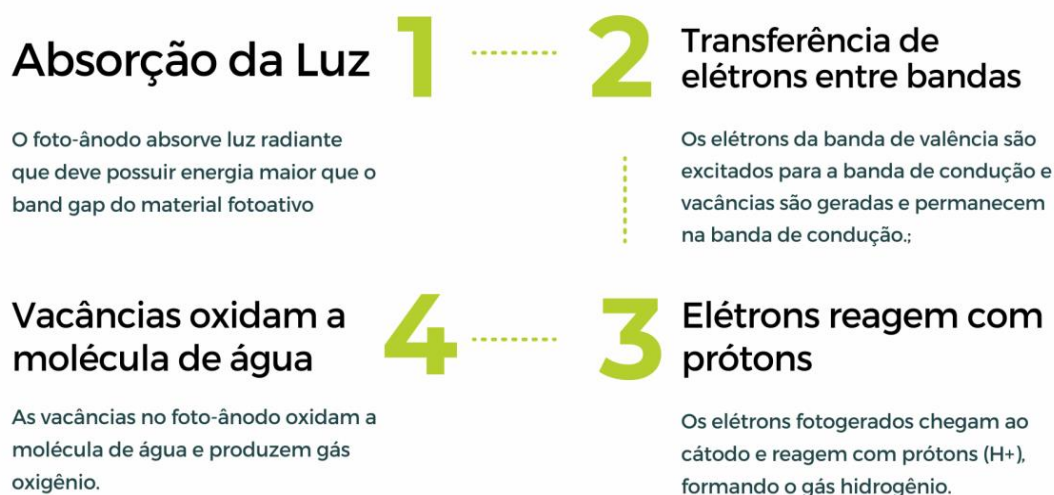 Absorção da Luz
1
O foto-ânodo absorve luz radiante
que deve possuir energia maior que o
band gap do material fotoativo
2
Transferência de
elétrons entre bandas
Os elétrons da banda de valência são
excitados para a banda de condução e
vacâncias são geradas e permanecem
na banda de condução.;
3
Elétrons reagem com
prótons
Os elétrons fotogerados chegam ao
cátodo e reagem com prótons (H+),
formando o gás hidrogênio.
4
Vacâncias oxidam a
molécula de água
As vacâncias no foto-ânodo oxidam a
molécula de água e produzem gás
oxigênio.